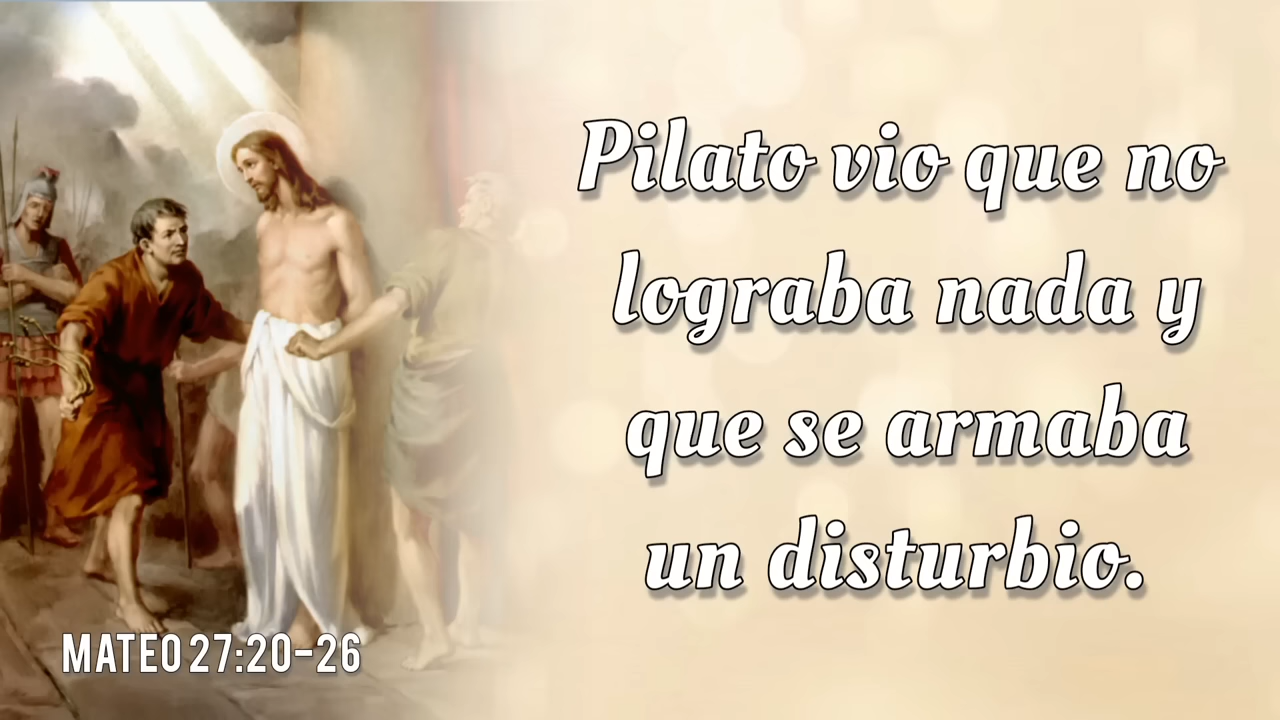 Pilato vio que no
lograba nada y
que se armaba
un disturbio.
MATEO 27:20-26